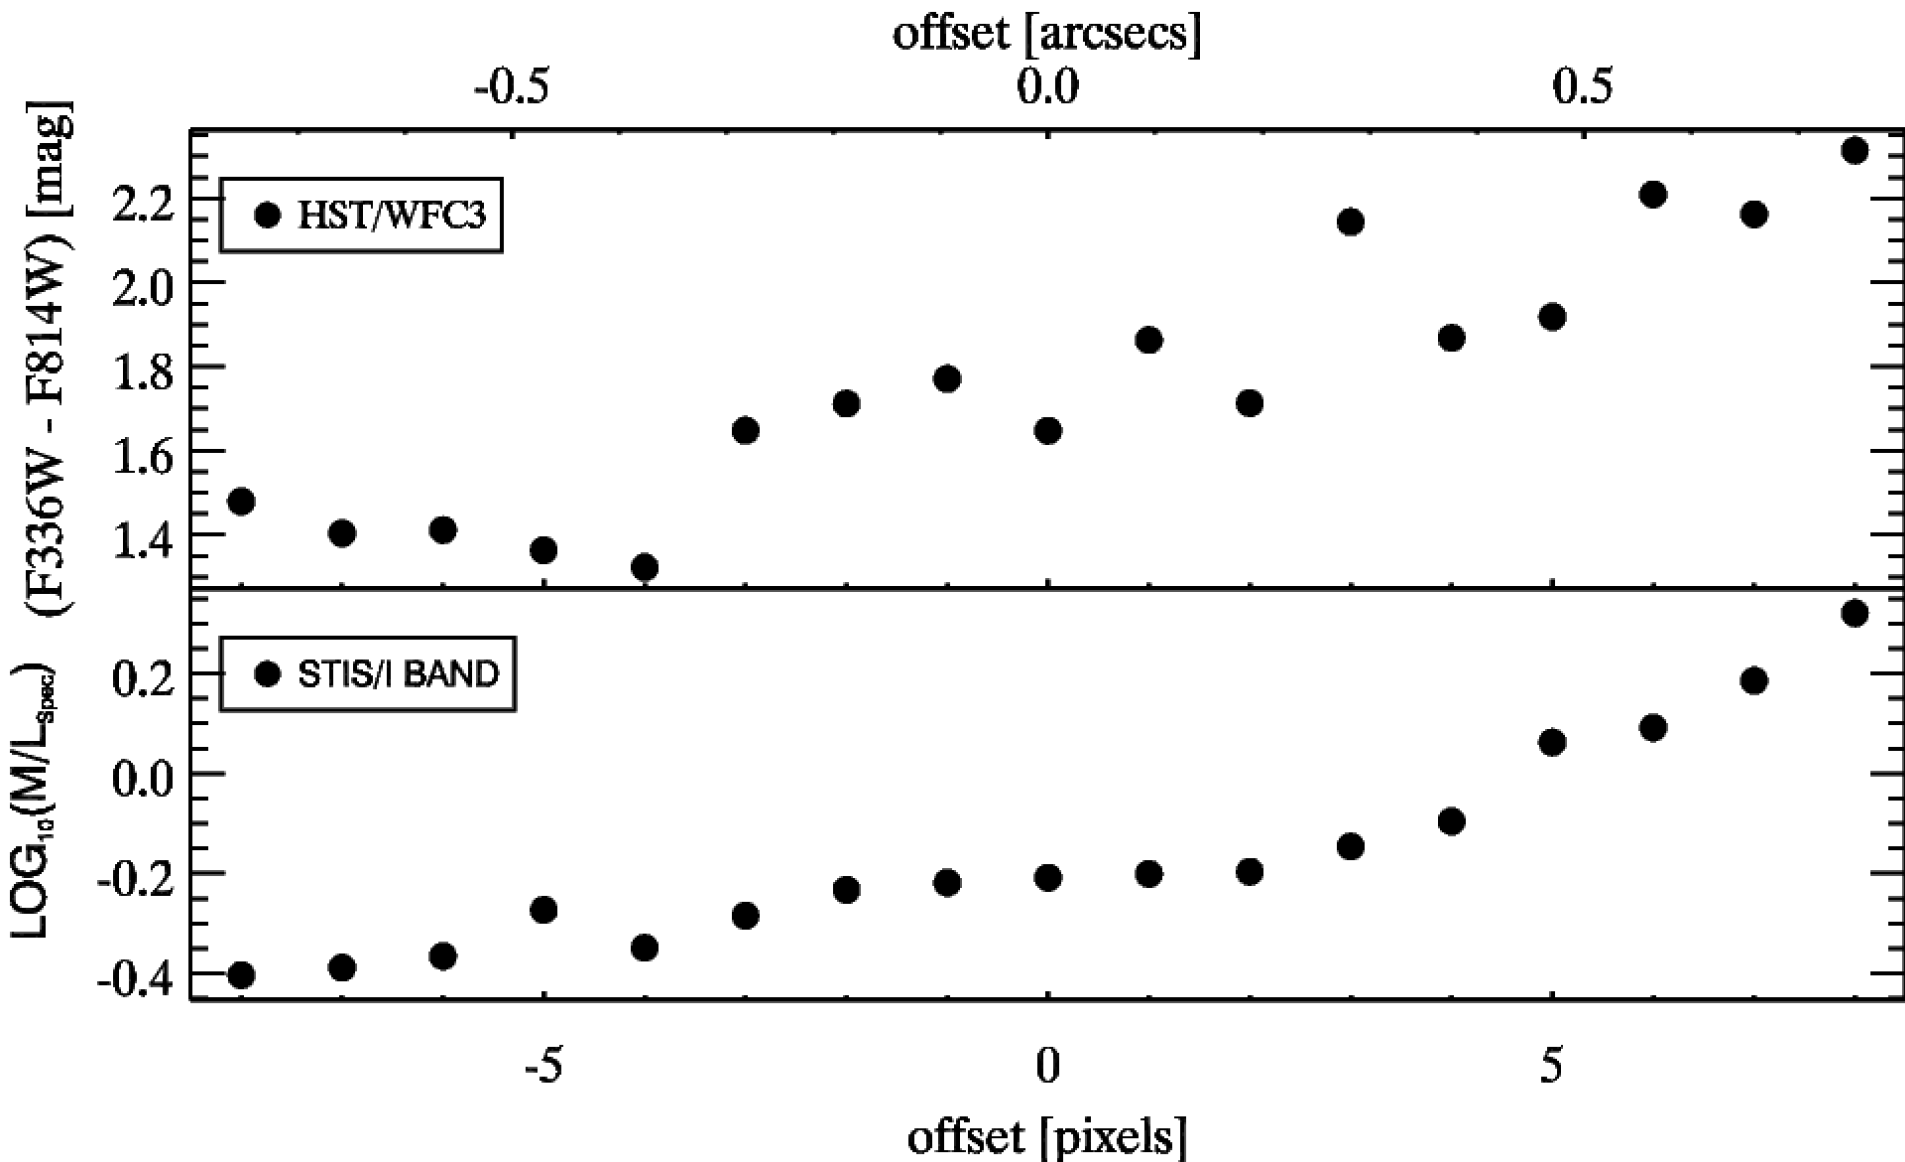 offset [arcsecs]
-0.5 0.0 0.5
(F336W - F814W) [mag]
2.2
2.0
1.8
1.6
1.4
HST/WFC3
LOG₁₀(M/Lspec)
0.2
0.0
-0.2
-0.4
STIS/I BAND
-5 0 5
offset [pixels]